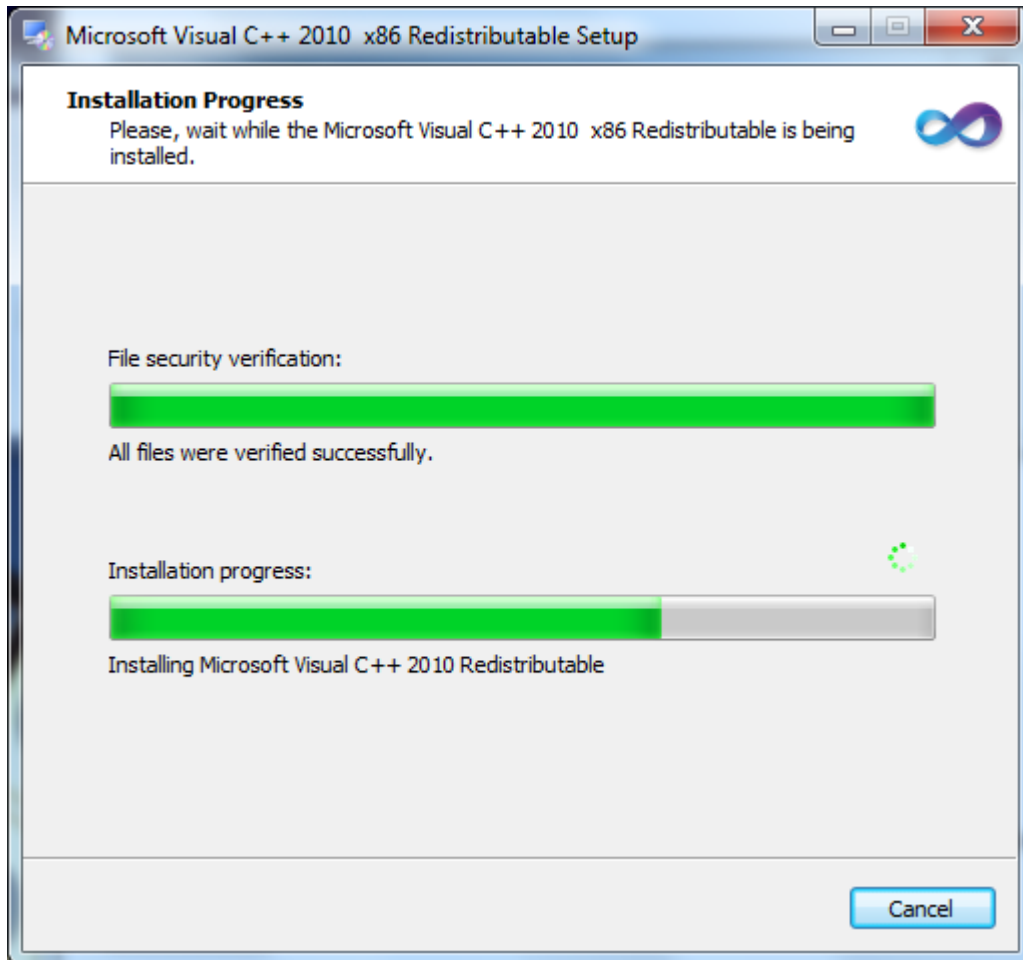 Microsoft Visual C++ 2010  x86 Redistributable Setup
Installation Progress
Please, wait while the Microsoft Visual C++ 2010  x86 Redistributable is being
installed.
File security verification:
All files were verified successfully.
Installation progress:
Installing Microsoft Visual C++ 2010 Redistributable
Cancel